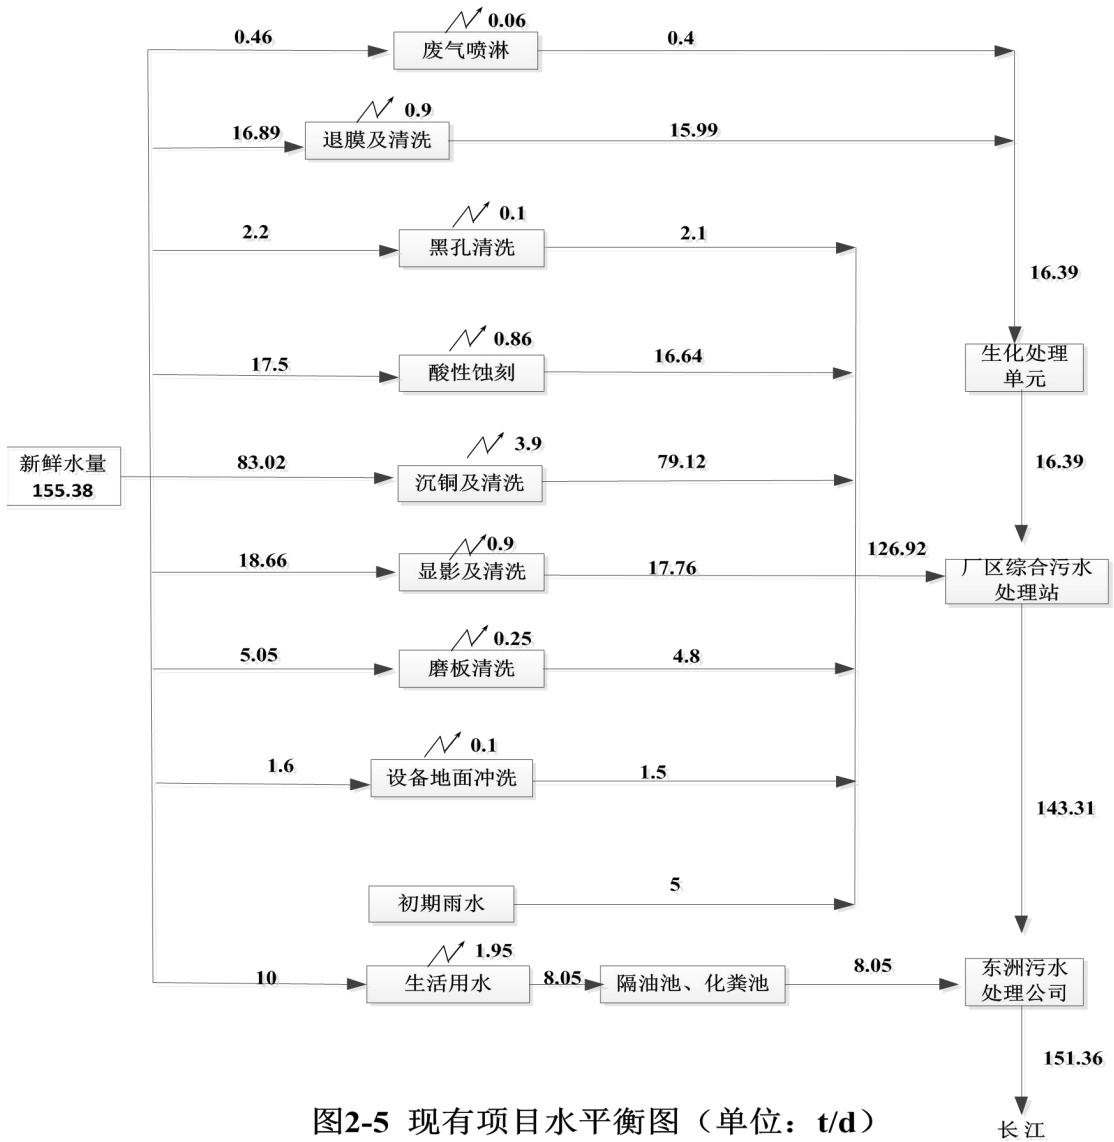 0.06
0.46
废气喷淋
0.4
0.9
16.89
退膜及清洗
15.99
0.1
2.2
黑孔清洗
2.1
16.39
0.86
17.5
酸性蚀刻
16.64
生化处理
单元
新鲜水量
155.38
3.9
83.02
沉铜及清洗
79.12
16.39
0.9
18.66
显影及清洗
17.76
126.92
厂区综合污水
处理站
0.25
5.05
磨板清洗
4.8
0.1
1.6
设备地面冲洗
1.5
143.31
初期雨水
5
1.95
10
生活用水
8.05
隔油池、化粪池
8.05
东洲污水
处理公司
151.36
图2-5 现有项目水平衡图（单位：t/d）
长江